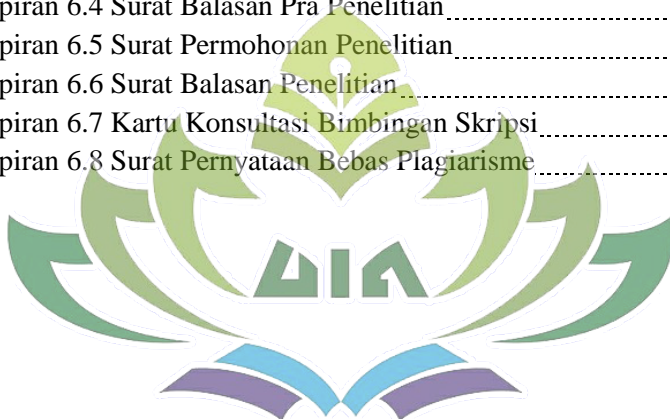 piran 6.4 Surat Balasan Pra Penelitian
piran 6.5 Surat Permohonan Penelitian
piran 6.6 Surat Balasan Penelitian
piran 6.7 Kartu Konsultasi Bimbingan Skripsi
piran 6.8 Surat Pernyataan Bebas Plagiarisme
UIN